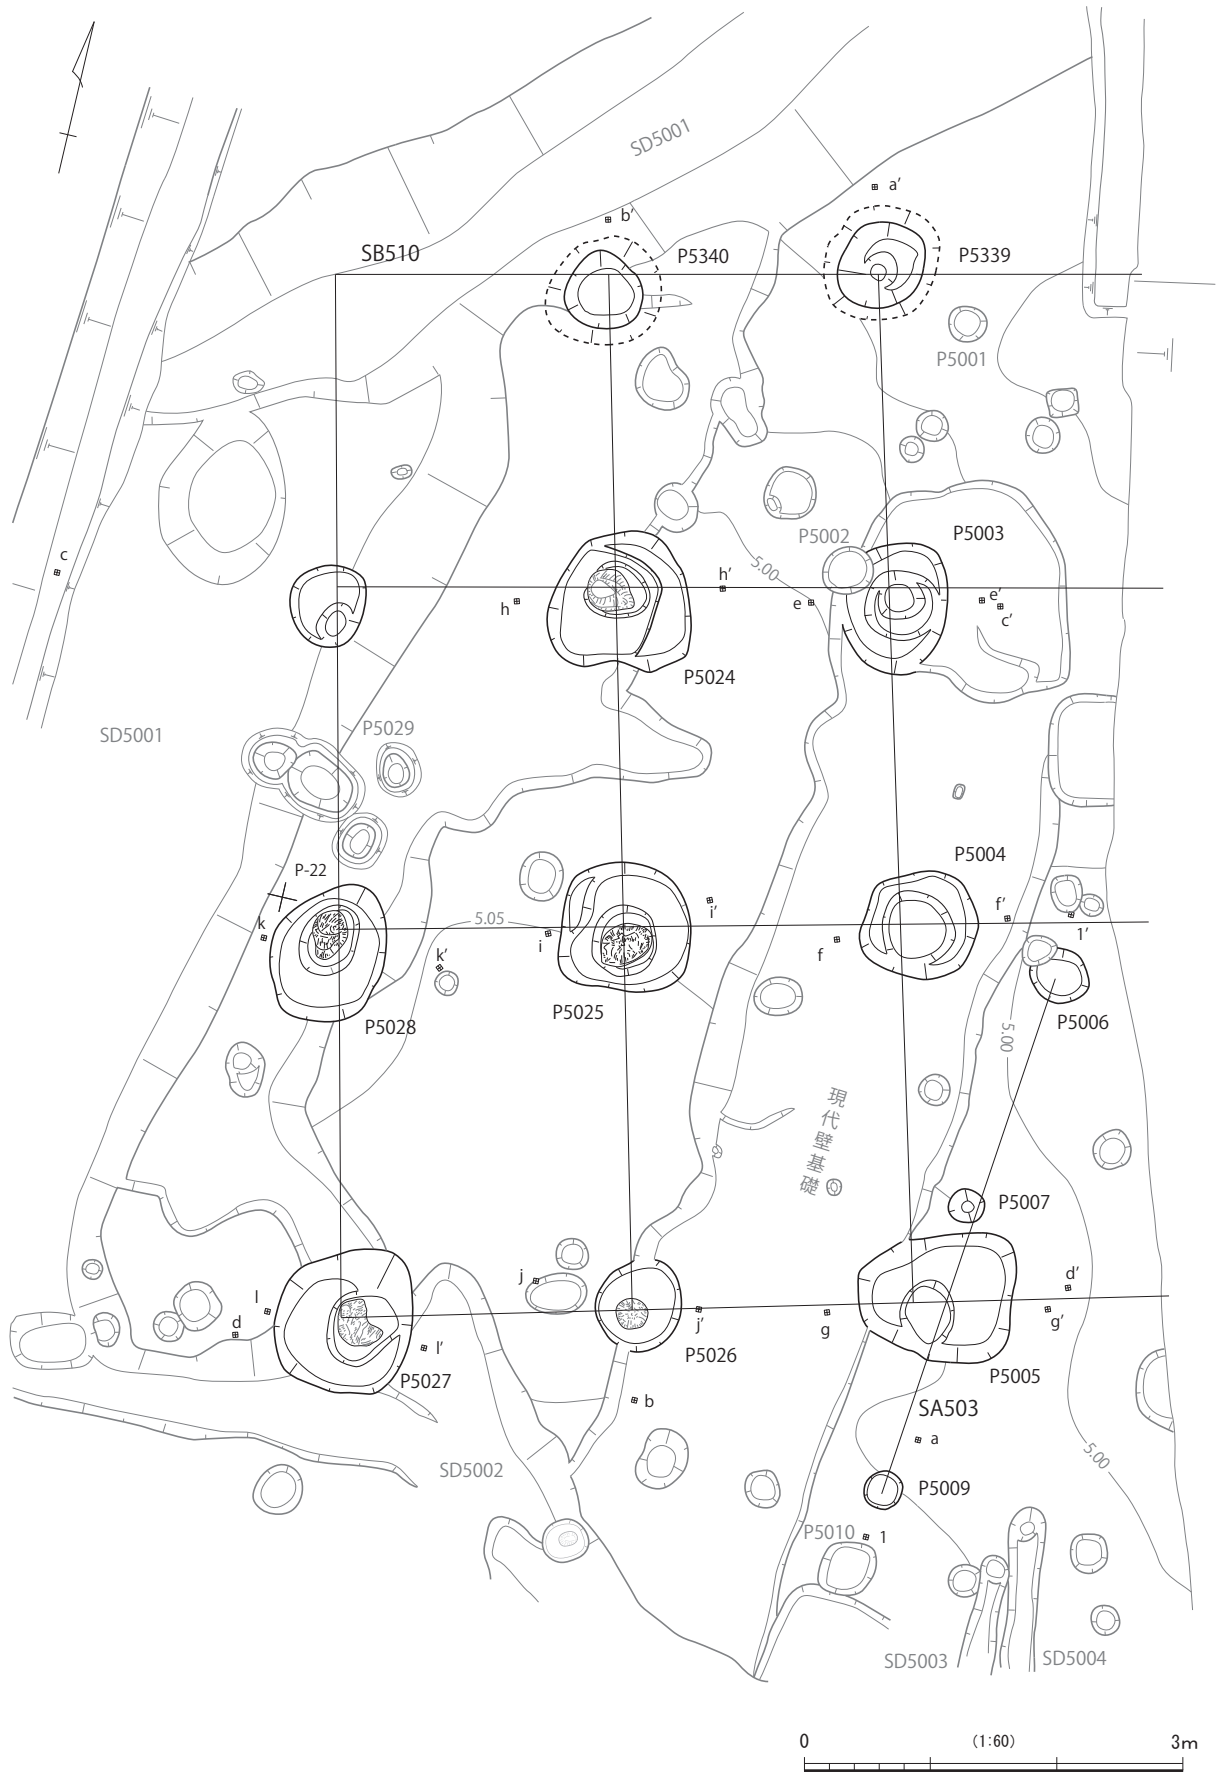 SD5001
a’
b’
SB510
P5340
P5339
P5001
P5002
P5003
c
5.00
h’
e
e’
c’
h
P5024
SD5001
P5029
P5004
P-22
k
5.05
i’
f’
1’
i
f
k’
P5028
P5025
P5006
5.00
現代壁基礎
P5007
j
d’
l
d
j’
g
g’
l’
P5026
P5027
P5005
b
SA503
a
5.00
SD5002
P5009
P5010
1
SD5003
SD5004
0
(1:60)
3m